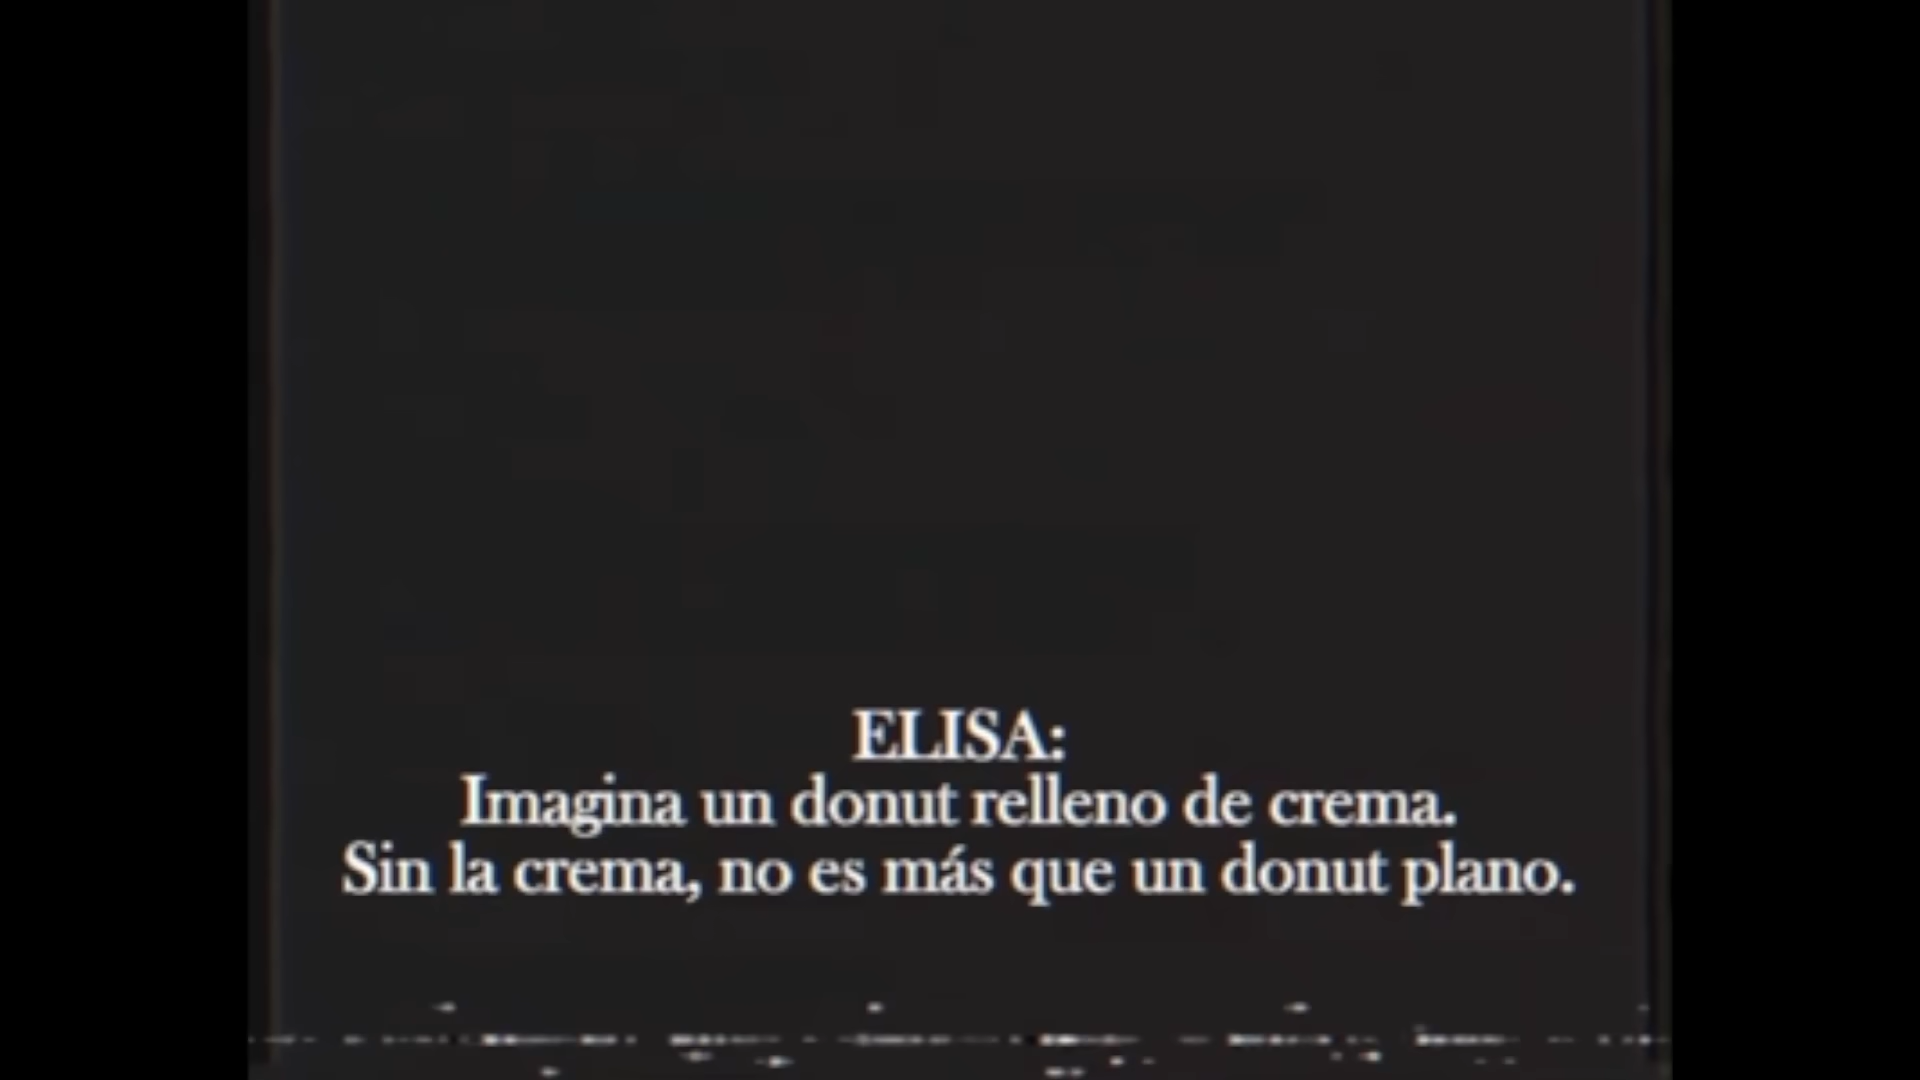 ELISA:
Imagina un donut relleno de crema.
Sin la crema, no es más que un donut plano.